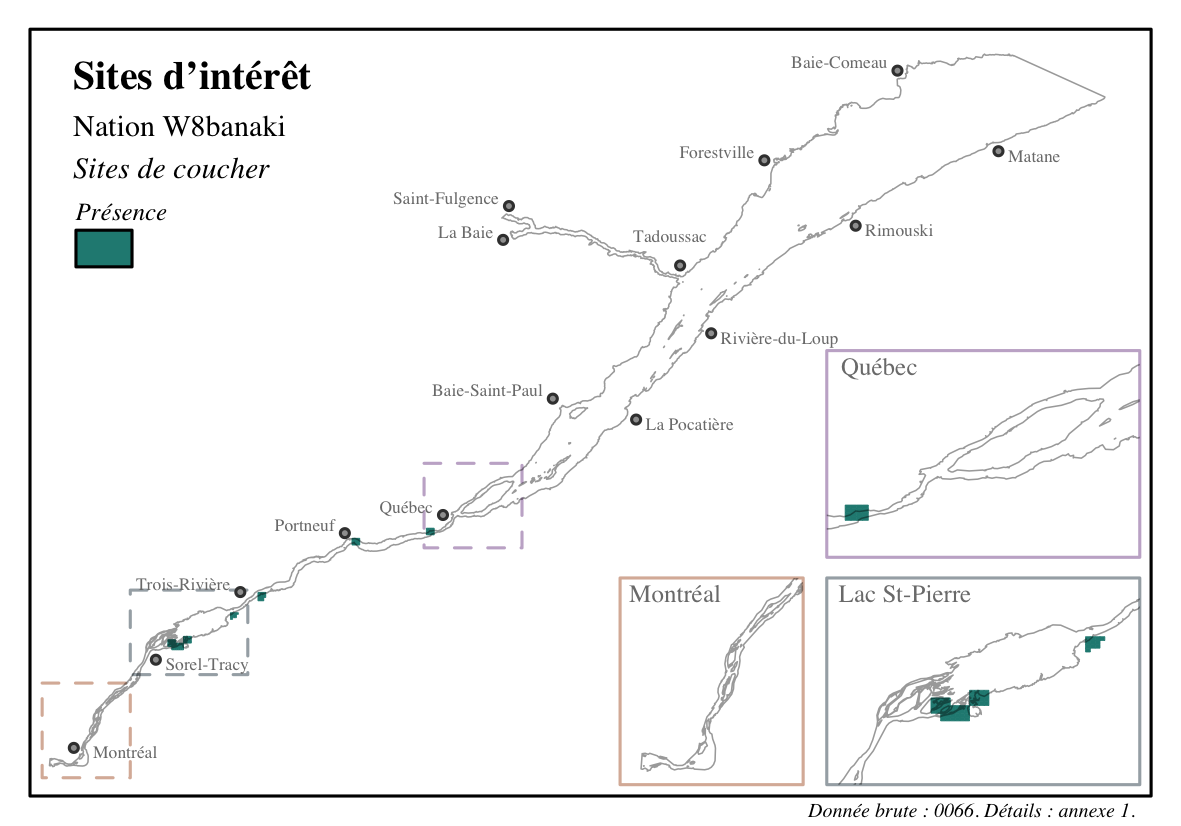 Sites d’intérêt
Nation W8banaki
Sites de coucher
Présence
Baie-Comeau
Forestville
Matane
Saint-Fulgence
La Baie
Tadoussac
Rimouski
Rivière-du-Loup
Baie-Saint-Paul
La Pocatière
Québec
Portneuf
Trois-Rivière
Sorel-Tracy
Montréal
Québec
Montréal
Lac St-Pierre
Donnée brute : 0066. Détails : annexe 1.